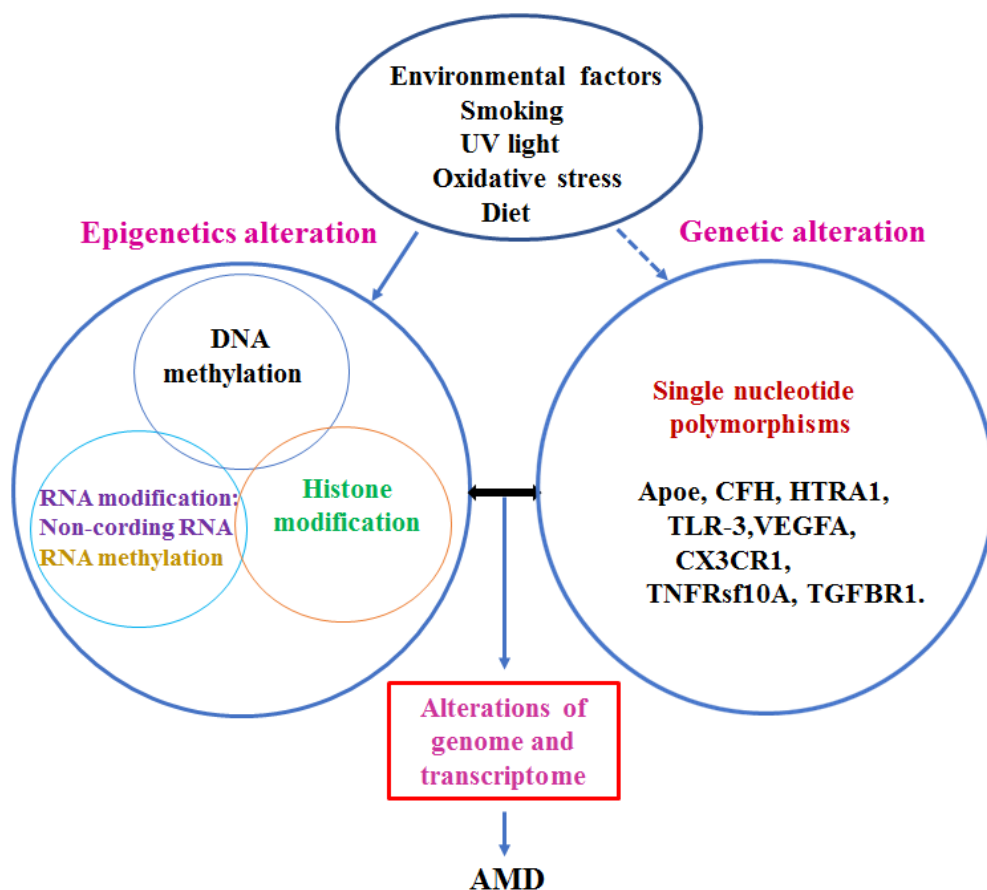 Environmental factors
Smoking
UV light
Oxidative stress
Diet
Epigenetics alteration
Genetic alteration
DNA
methylation
RNA modification:
Non-cording RNA
RNA methylation
Histone
modification
Single nucleotide
polymorphisms
Apoe, CFH, HTRA1,
TLR-3,VEGFA,
CX3CR1,
TNFRsf10A, TGFBR1.
Alterations of
genome and
transcriptome
AMD